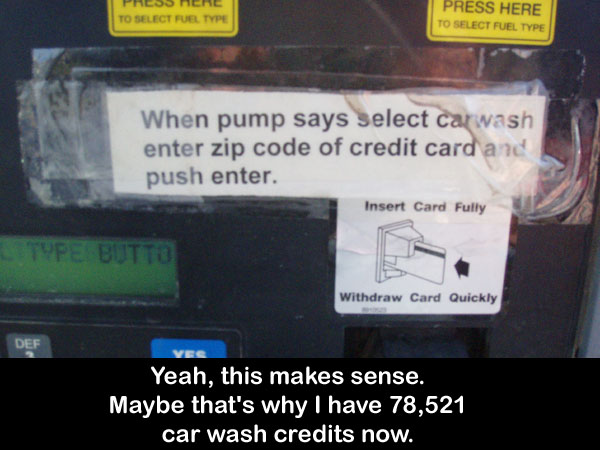 PRESS HERE
TO SELECT FUEL TYPE
PRESS HERE
TO SELECT FUEL TYPE
When pump says select carwash
enter zip code of credit card and
push enter.
Insert Card Fully
Withdraw Card Quickly
TYPE BUTTO
DEF
YES
Yeah, this makes sense.
Maybe that's why I have 78,521
car wash credits now.